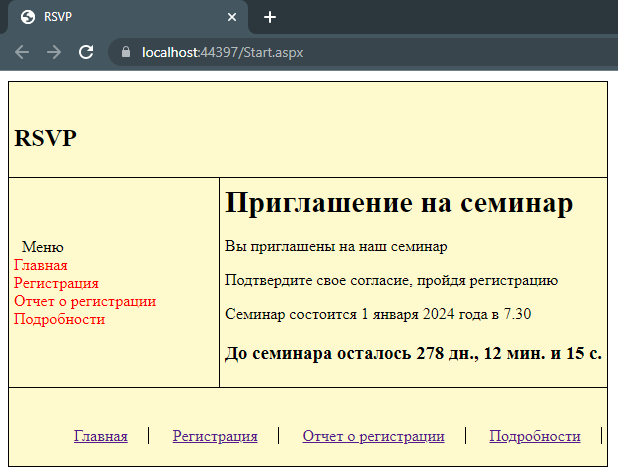 RSVP
localhost:44397/Start.aspx
RSVP
Меню
Главная
Регистрация
Отчет о регистрации
Подробности
Приглашение на семинар
Вы приглашены на наш семинар
Подтвердите свое согласие, пройдя регистрацию
Семинар состоится 1 января 2024 года в 7.30
До семинара осталось 278 дн., 12 мин. и 15 с.
Главная Регистрация Отчет о регистрации Подробности